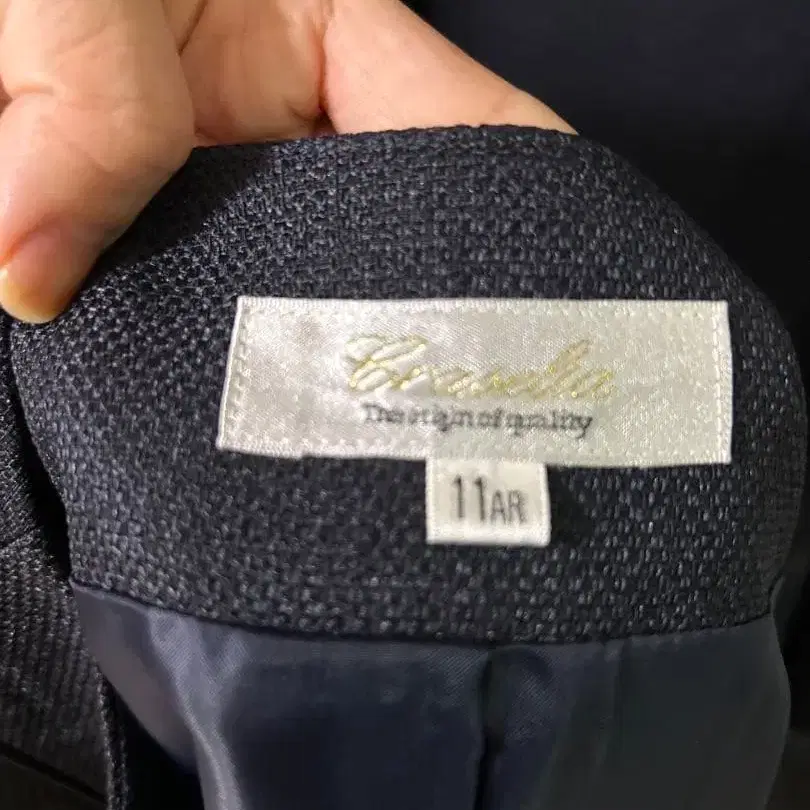 The origin of quality
11AR